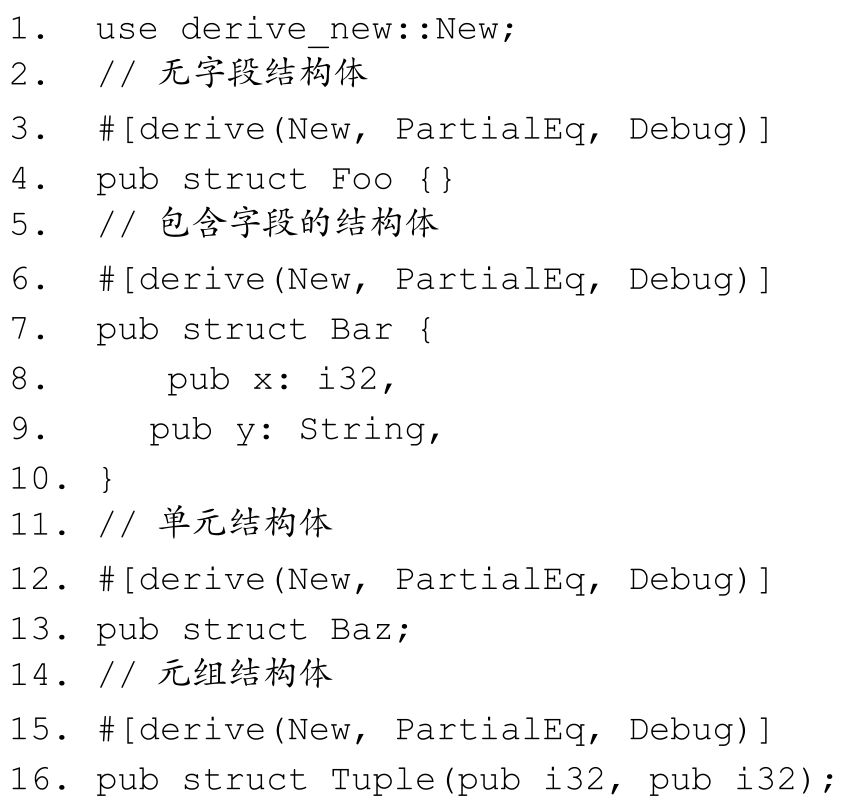 1. use derive_new::New;
2. // 无字段结构体
3. #[derive(New, PartialEq, Debug)]
4. pub struct Foo {}
5. // 包含字段的结构体
6. #[derive(New, PartialEq, Debug)]
7. pub struct Bar {
8.     pub x: i32,
9.    pub y: String,
10. }
11. // 单元结构体
12. #[derive(New, PartialEq, Debug)]
13. pub struct Baz;
14. // 元组结构体
15. #[derive(New, PartialEq, Debug)]
16. pub struct Tuple(pub i32, pub i32);